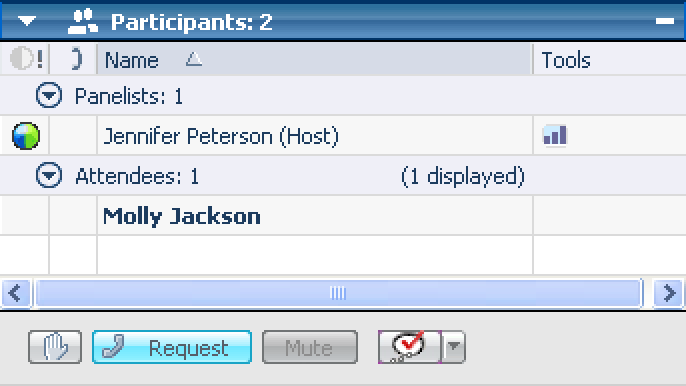 Participants: 2
! Name Tools
Panelists: 1
Jennifer Peterson (Host)
Attendees: 1 (1 displayed)
Molly Jackson
Request Mute